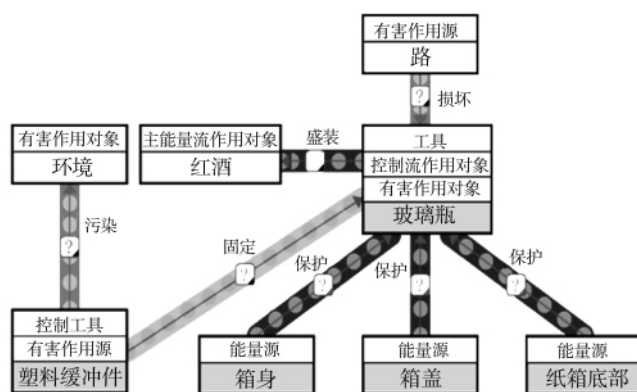 有害作用源
路
?
损坏
有害作用对象
环境
主能量流作用对象
红酒
盛装
工具
控制流作用对象
有害作用对象
玻璃瓶
?
污染
固定
?
保护
?
保护
?
保护
?
控制工具
有害作用源
塑料缓冲件
能量源
箱身
能量源
箱盖
能量源
纸箱底部